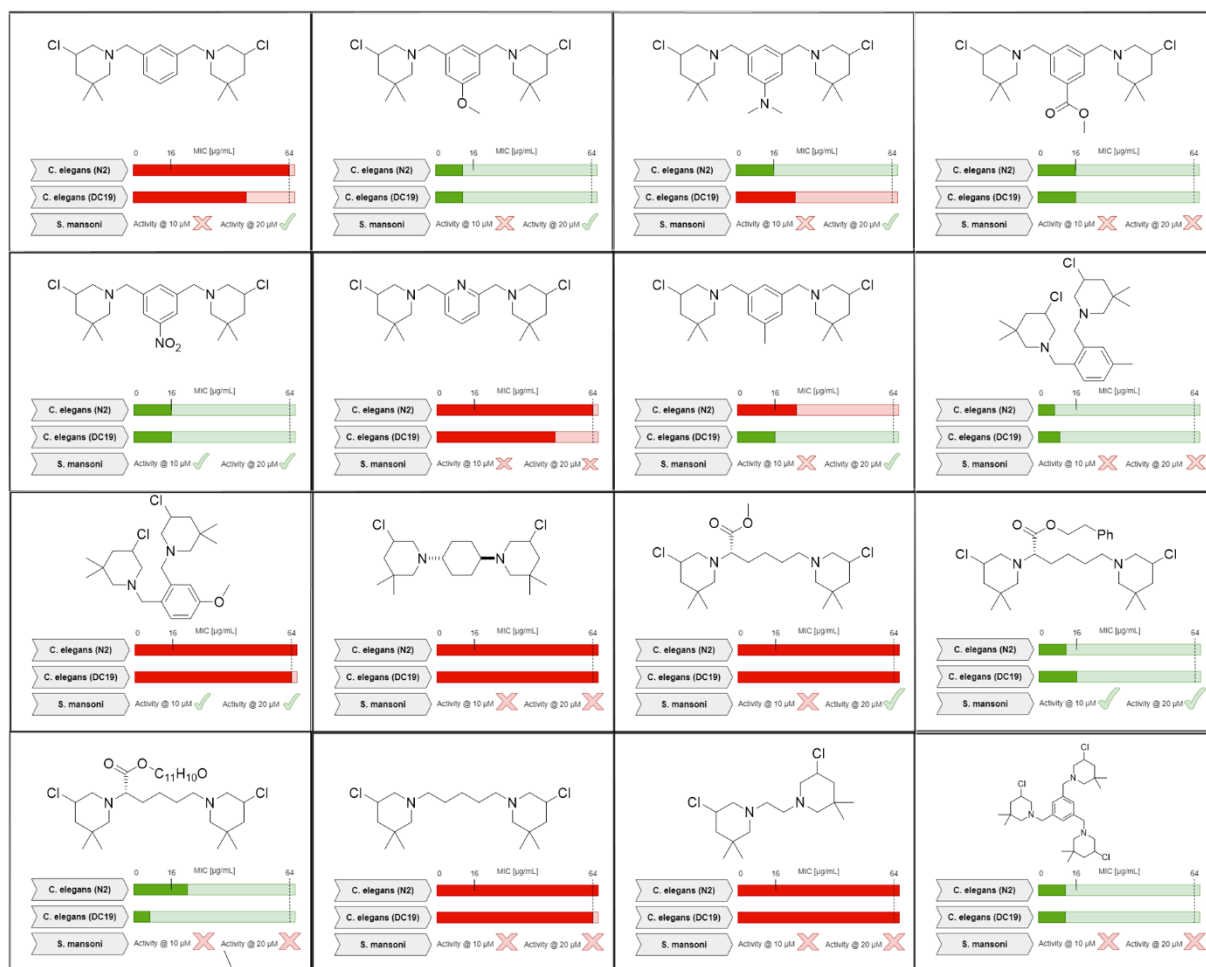 Cl N N Cl
0 MIC [µg/mL] 64
16
C. elegans (N2)
C. elegans (DC19)
S. mansoni Activity @ 10 µM Activity @ 20 µM
Cl N N Cl
O
0 MIC [µg/mL] 64
16
C. elegans (N2)
C. elegans (DC19)
S. mansoni Activity @ 10 µM Activity @ 20 µM
Cl N N Cl
N
0 MIC [µg/mL] 64
16
C. elegans (N2)
C. elegans (DC19)
S. mansoni Activity @ 10 µM Activity @ 20 µM
Cl N N Cl
O O
0 MIC [µg/mL] 64
16
C. elegans (N2)
C. elegans (DC19)
S. mansoni Activity @ 10 µM Activity @ 20 µM
Cl N N Cl
NO2
0 MIC [µg/mL] 64
16
C. elegans (N2)
C. elegans (DC19)
S. mansoni Activity @ 10 µM Activity @ 20 µM
Cl N N N Cl
0 MIC [µg/mL] 64
16
C. elegans (N2)
C. elegans (DC19)
S. mansoni Activity @ 10 µM Activity @ 20 µM
Cl N N Cl
0 MIC [µg/mL] 64
16
C. elegans (N2)
C. elegans (DC19)
S. mansoni Activity @ 10 µM Activity @ 20 µM
Cl
Cl
N
N
0 MIC [µg/mL] 64
16
C. elegans (N2)
C. elegans (DC19)
S. mansoni Activity @ 10 µM Activity @ 20 µM
Cl
Cl
N
N
O
0 MIC [µg/mL] 64
16
C. elegans (N2)
C. elegans (DC19)
S. mansoni Activity @ 10 µM Activity @ 20 µM
Cl Cl
N N
0 MIC [µg/mL] 64
16
C. elegans (N2)
C. elegans (DC19)
S. mansoni Activity @ 10 µM Activity @ 20 µM
O O
Cl N N Cl
0 MIC [µg/mL] 64
16
C. elegans (N2)
C. elegans (DC19)
S. mansoni Activity @ 10 µM Activity @ 20 µM
O O Ph
Cl N N Cl
0 MIC [µg/mL] 64
16
C. elegans (N2)
C. elegans (DC19)
S. mansoni Activity @ 10 µM Activity @ 20 µM
O O C11H10O
Cl N N Cl
0 MIC [µg/mL] 64
16
C. elegans (N2)
C. elegans (DC19)
S. mansoni Activity @ 10 µM Activity @ 20 µM
Cl N N Cl
0 MIC [µg/mL] 64
16
C. elegans (N2)
C. elegans (DC19)
S. mansoni Activity @ 10 µM Activity @ 20 µM
Cl
Cl N
N
0 MIC [µg/mL] 64
16
C. elegans (N2)
C. elegans (DC19)
S. mansoni Activity @ 10 µM Activity @ 20 µM
Cl
N
Cl
N N
Cl
0 MIC [µg/mL] 64
16
C. elegans (N2)
C. elegans (DC19)
S. mansoni Activity @ 10 µM Activity @ 20 µM